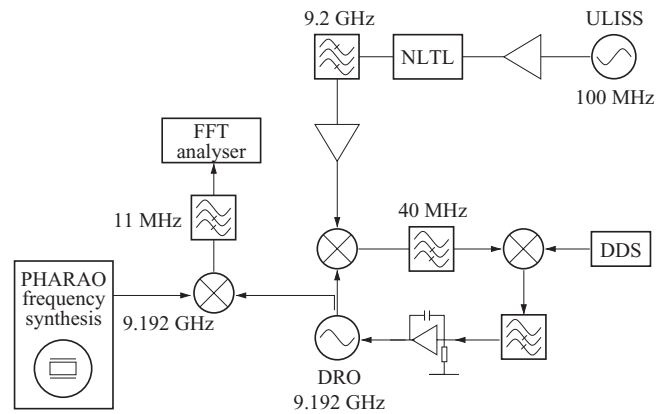 9.2 GHz
ULISS
NLTL
100 MHz
FFT
analyser
11 MHz
40 MHz
DDS
PHARAO
frequency
synthesis
9.192 GHz
DRO
9.192 GHz